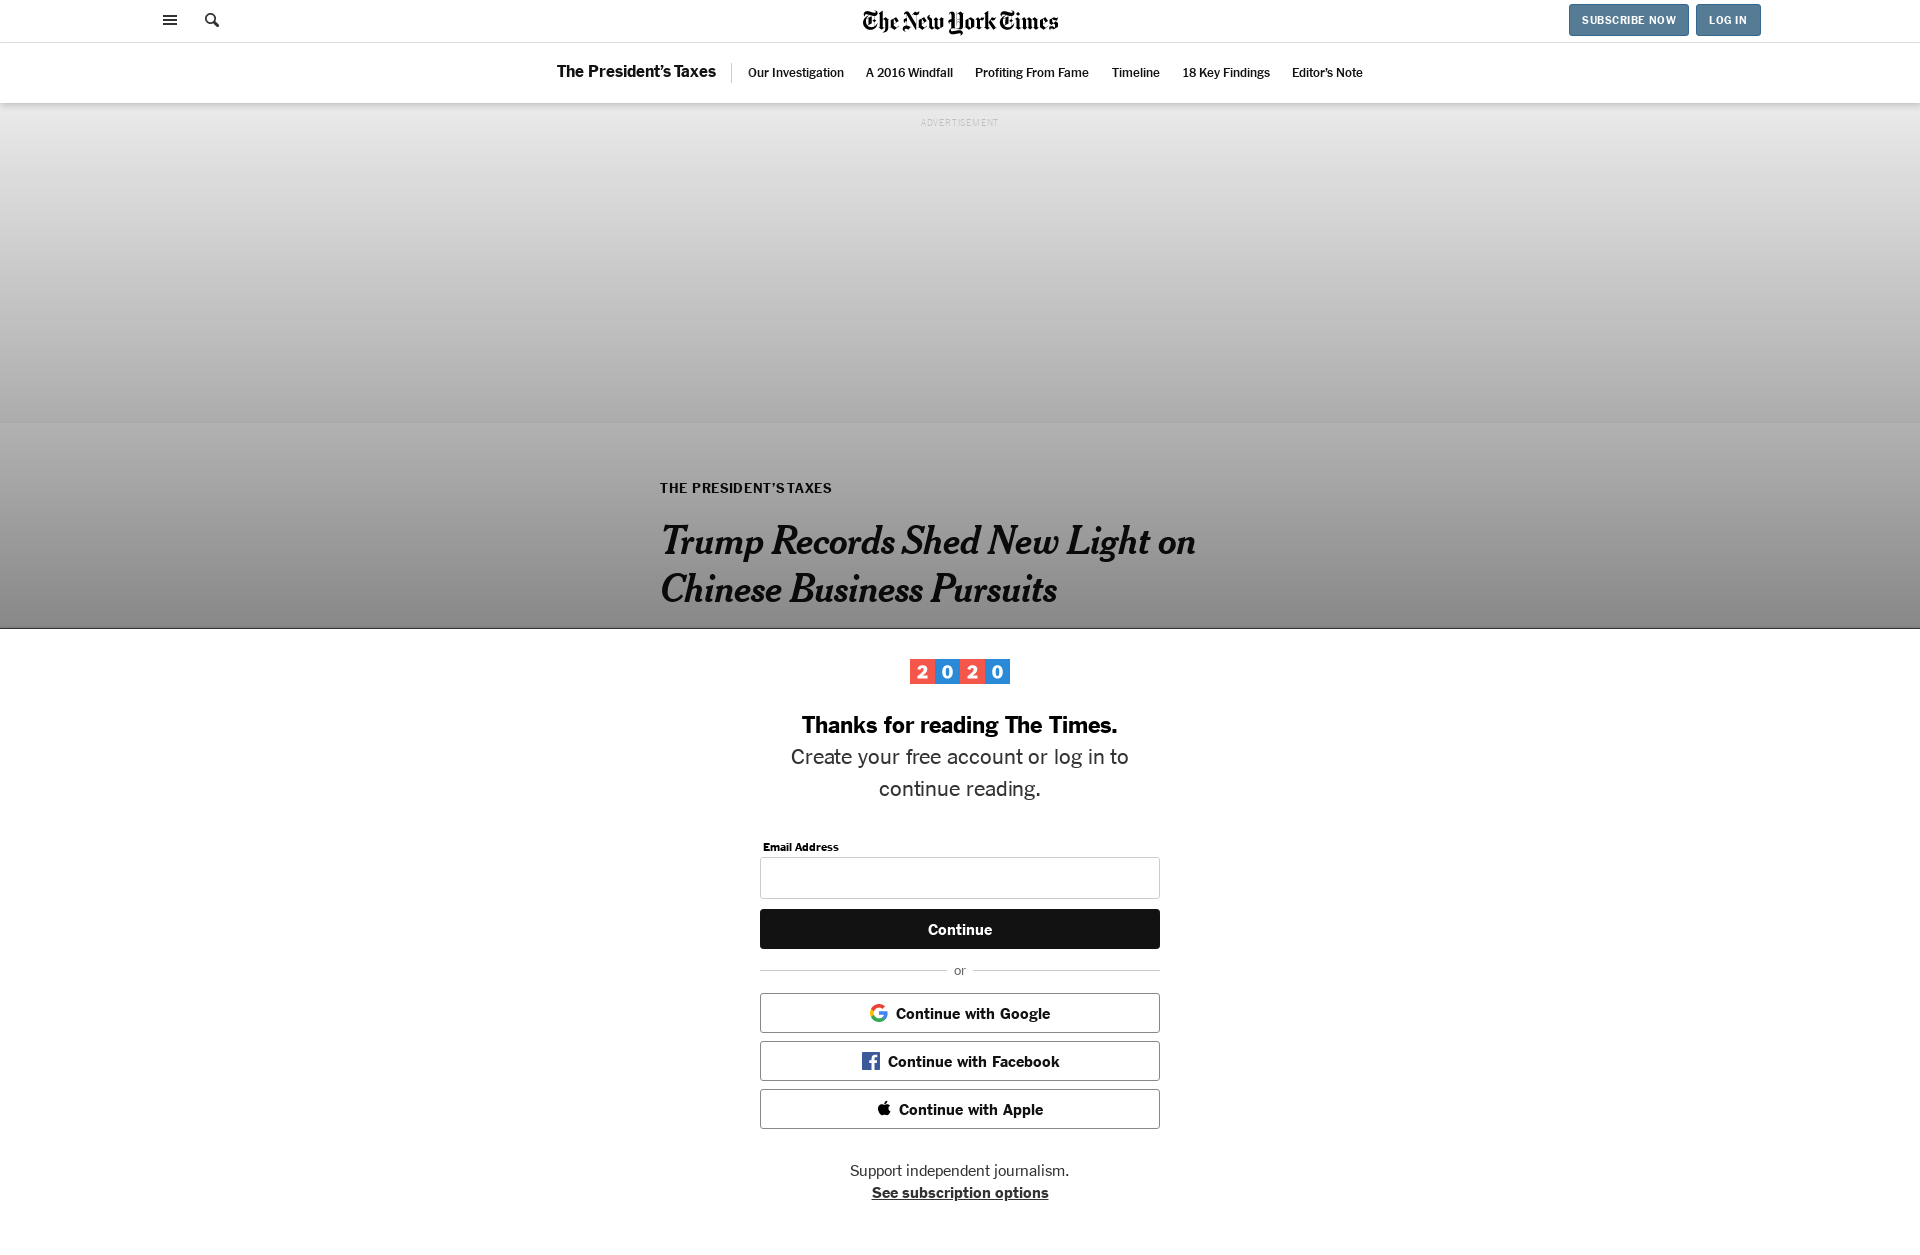 The New York Times
SUBSCRIBE NOW
LOG IN
The President's Taxes
Our Investigation
A 2016 Windfall
Profiting From Fame
Timeline
18 Key Findings
Editor's Note
ADVERTISEMENT
THE PRESIDENT'S TAXES
Trump Records Shed New Light on
Chinese Business Pursuits
2020
Thanks for reading The Times.
Create your free account or log in to
continue reading.
Email Address
Continue
or
Continue with Google
Continue with Facebook
Continue with Apple
Support independent journalism.
See subscription options